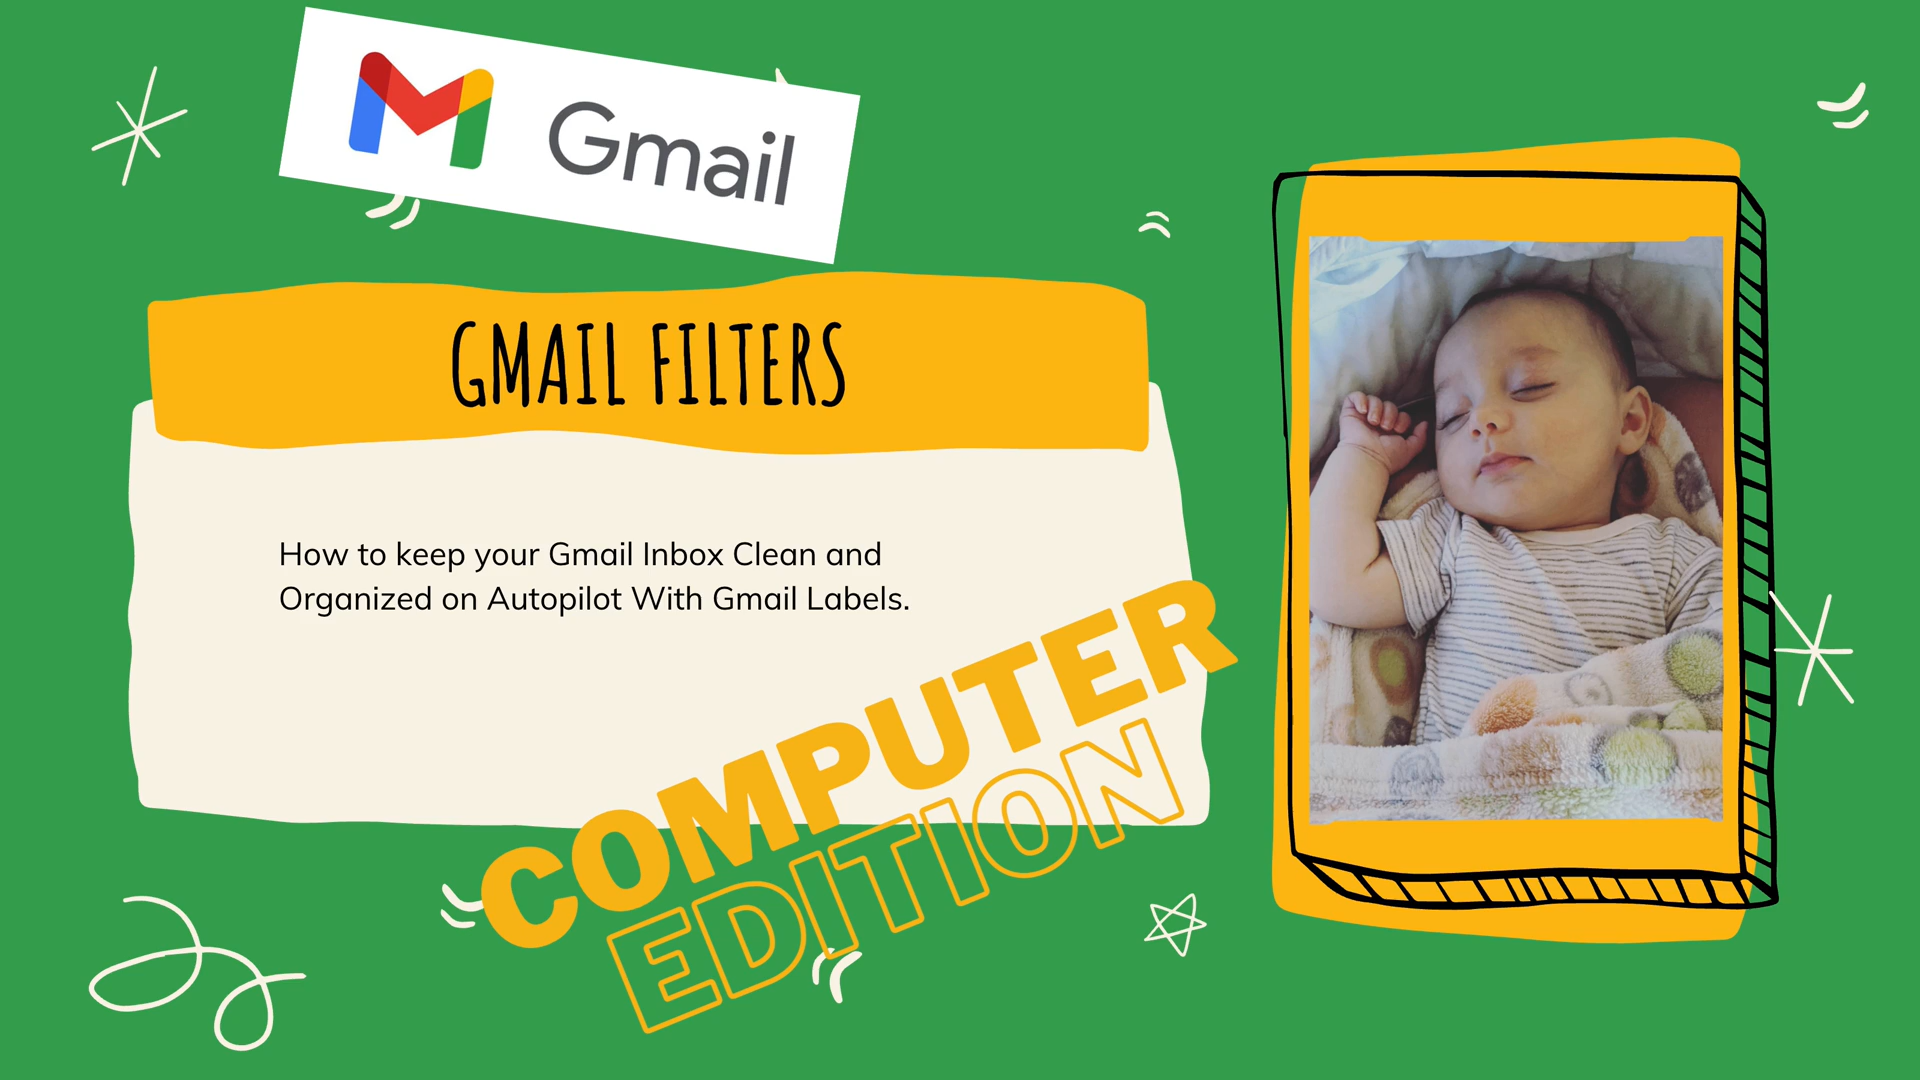 Gmail
GMAIL FILTERS
How to keep your Gmail Inbox Clean and
Organized on Autopilot With Gmail Labels.
COMPUTER
EDITION